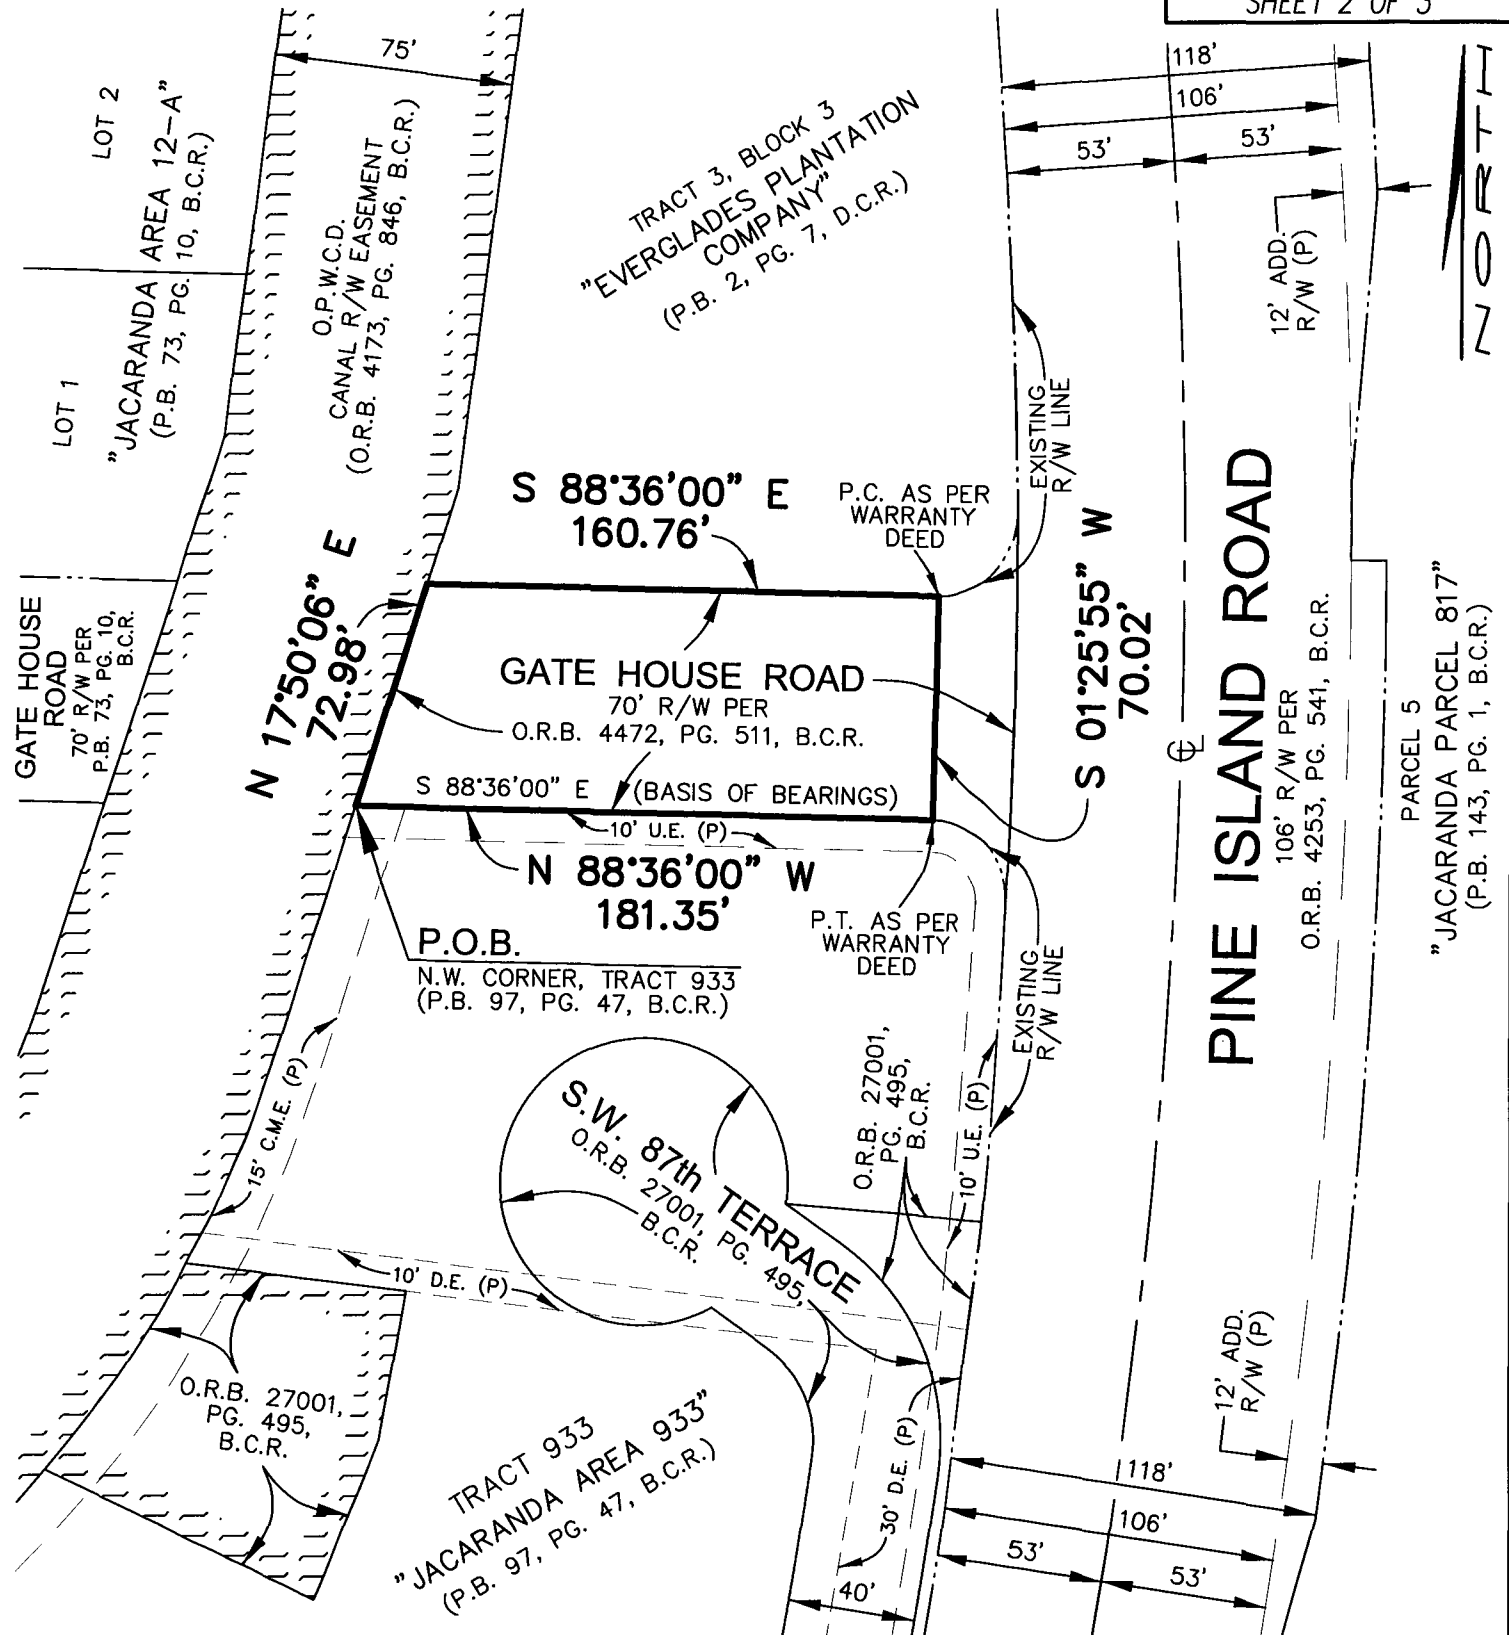 SHEET 2 OF 3
75'
118'
106'
53'
53'
NORTH
LOT 2
"JACARANDA AREA 12-A"
(P.B. 73, PG. 10, B.C.R.)
LOT 1
O.P.W.C.D.
CANAL R/W EASEMENT
(O.R.B. 4173, PG. 846, B.C.R.)
TRACT 3, BLOCK 3
"EVERGLADES PLANTATION
COMPANY"
(P.B. 2, PG. 7, D.C.R.)
12' ADD.
R/W (P)
EXISTING
R/W LINE
S 88°36'00" E
160.76'
P.C. AS PER
WARRANTY
DEED
N 17°50'06" E
72.98'
S 01°25'55" W
70.02'
GATE HOUSE
ROAD
70' R/W PER
P.B. 73, PG. 10,
B.C.R.
GATE HOUSE ROAD
70' R/W PER
O.R.B. 4472, PG. 511, B.C.R.
S 88°36'00" E (BASIS OF BEARINGS)
10' U.E. (P)
N 88°36'00" W
181.35'
P.O.B.
N.W. CORNER, TRACT 933
(P.B. 97, PG. 47, B.C.R.)
P.T. AS PER
WARRANTY
DEED
EXISTING
R/W LINE
℄
PINE ISLAND ROAD
106' R/W PER
O.R.B. 4253, PG. 541, B.C.R.
PARCEL 5
"JACARANDA PARCEL 817"
(P.B 143, PG. 1, B.C.R.)
15' C.M.E. (P)
S.W. 87th TERRACE
O.R.B. 27001, PG. 495,
B.C.R.
O.R.B. 27001,
PG. 495,
B.C.R.
10' U.E. (P)
10' D.E. (P)
O.R.B. 27001,
PG. 495,
B.C.R.
TRACT 933
"JACARANDA AREA 933"
(P.B. 97, PG. 47, B.C.R.)
30' D.E. (P)
12' ADD.
R/W (P)
118'
106'
53'
53'
40'